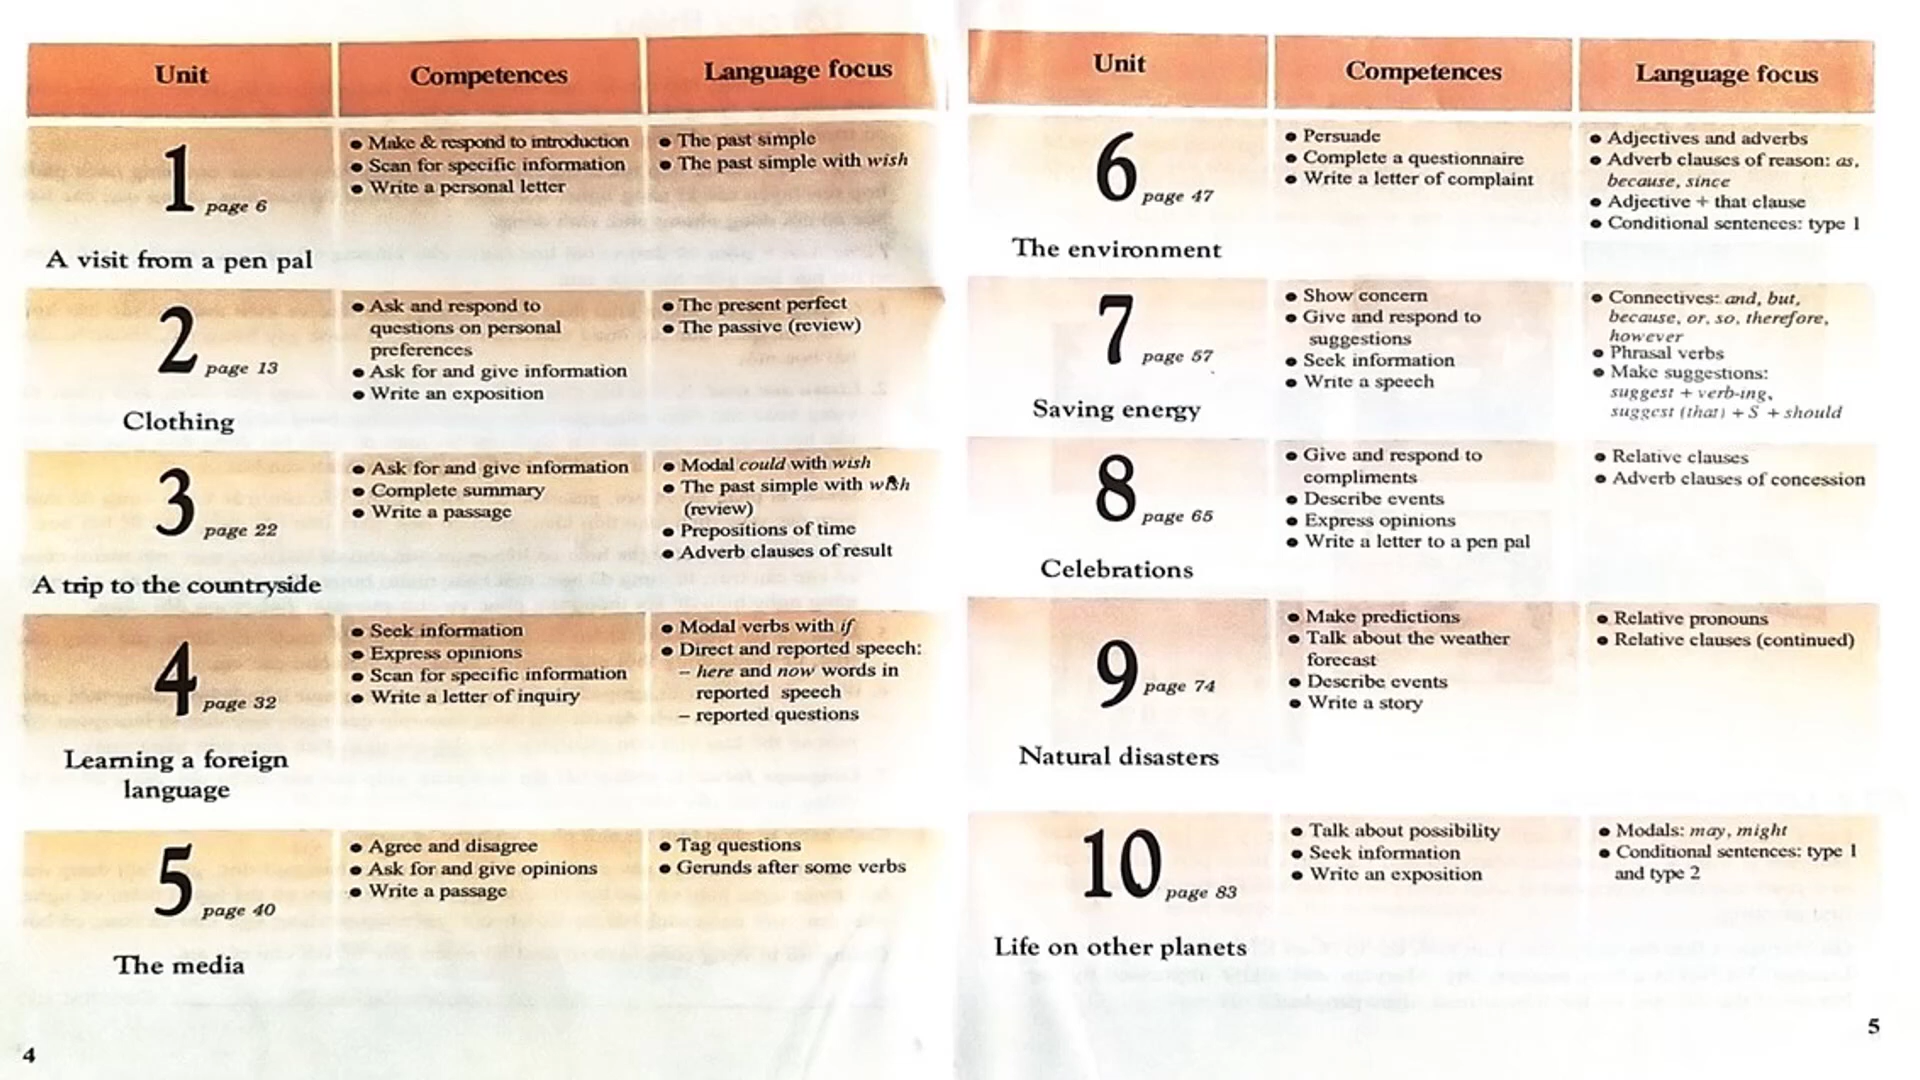 Unit
Competences
Language focus
1 page 6
A visit from a pen pal
● Make & respond to introduction
● Scan for specific information
● Write a personal letter
● The past simple
● The past simple with wish
2 page 13
Clothing
● Ask and respond to
questions on personal
preferences
● Ask for and give information
● Write an exposition
● The present perfect
● The passive (review)
3 page 22
A trip to the countryside
● Ask for and give information
● Complete summary
● Write a passage
● Modal could with wish
● The past simple with wish
(review)
● Prepositions of time
● Adverb clauses of result
4 page 32
Learning a foreign
language
● Seek information
● Express opinions
● Scan for specific information
● Write a letter of inquiry
● Modal verbs with if
● Direct and reported speech:
– here and now words in
reported speech
– reported questions
5 page 40
The media
● Agree and disagree
● Ask for and give opinions
● Write a passage
● Tag questions
● Gerunds after some verbs
4
Unit
Competences
Language focus
6 page 47
The environment
● Persuade
● Complete a questionnaire
● Write a letter of complaint
● Adjectives and adverbs
● Adverb clauses of reason: as,
because, since
● Adjective + that clause
● Conditional sentences: type 1
7 page 57
Saving energy
● Show concern
● Give and respond to
suggestions
● Seek information
● Write a speech
● Connectives: and, but,
because, or, so, therefore,
however
● Phrasal verbs
● Make suggestions:
suggest + verb-ing,
suggest (that) + S + should
8 page 65
Celebrations
● Give and respond to
compliments
● Describe events
● Express opinions
● Write a letter to a pen pal
● Relative clauses
● Adverb clauses of concession
9 page 74
Natural disasters
● Make predictions
● Talk about the weather
forecast
● Describe events
● Write a story
● Relative pronouns
● Relative clauses (continued)
10 page 83
Life on other planets
● Talk about possibility
● Seek information
● Write an exposition
● Modals: may, might
● Conditional sentences: type 1
and type 2
5